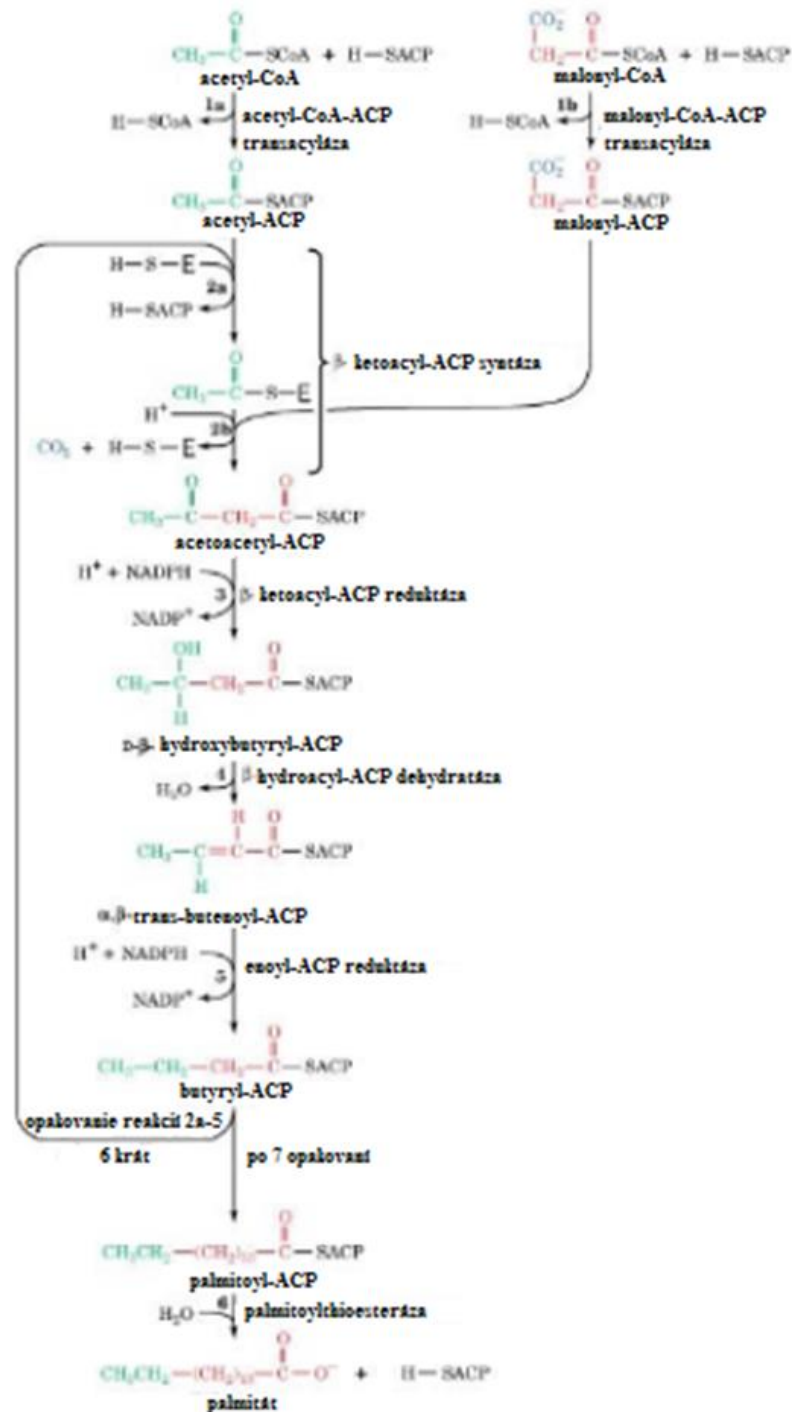 O O
CO₂⁻
CH₃—C—SCoA + H—SACP
CH₂—C—SCoA + H—SACP
acetyl-CoA
malonyl-CoA
1a
H—SCoA
acetyl-CoA-ACP
transacyláza
1b
H—SCoA
malonyl-CoA-ACP
transacyláza
O
CO₂⁻ O
CH₃—C—SACP
CH₂—C—SACP
acetyl-ACP
malonyl-ACP
H—S—E
2a
H—SACP
β- ketoacyl-ACP syntáza
O
CH₃—C—S—E
H⁺
2b
CO₂ + H—S—E
O O
CH₃—C—CH₂—C—SACP
acetoacetyl-ACP
H⁺ + NADPH
3 β- ketoacyl-ACP reduktáza
NADP⁺
OH O
CH₃—C—CH₂—C—SACP
H
D-β- hydroxybutyryl-ACP
4 β-hydroacyl-ACP dehydratáza
H₂O
H O
CH₃—C=C—C—SACP
H
α,β-trans-butenoyl-ACP
H⁺ + NADPH
5 enoyl-ACP reduktáza
NADP⁺
O
CH₃—CH₂—CH₂—C—SACP
butyryl-ACP
opakovanie reakcií 2a-5
6 krát
po 7 opakovaní
O
CH₃CH₂—(CH₂)₁₃—C—SACP
palmitoyl-ACP
H₂O
6 palmitoylthioesteráza
O
CH₃CH₂—(CH₂)₁₃—C—O⁻ + H—SACP
palmitát